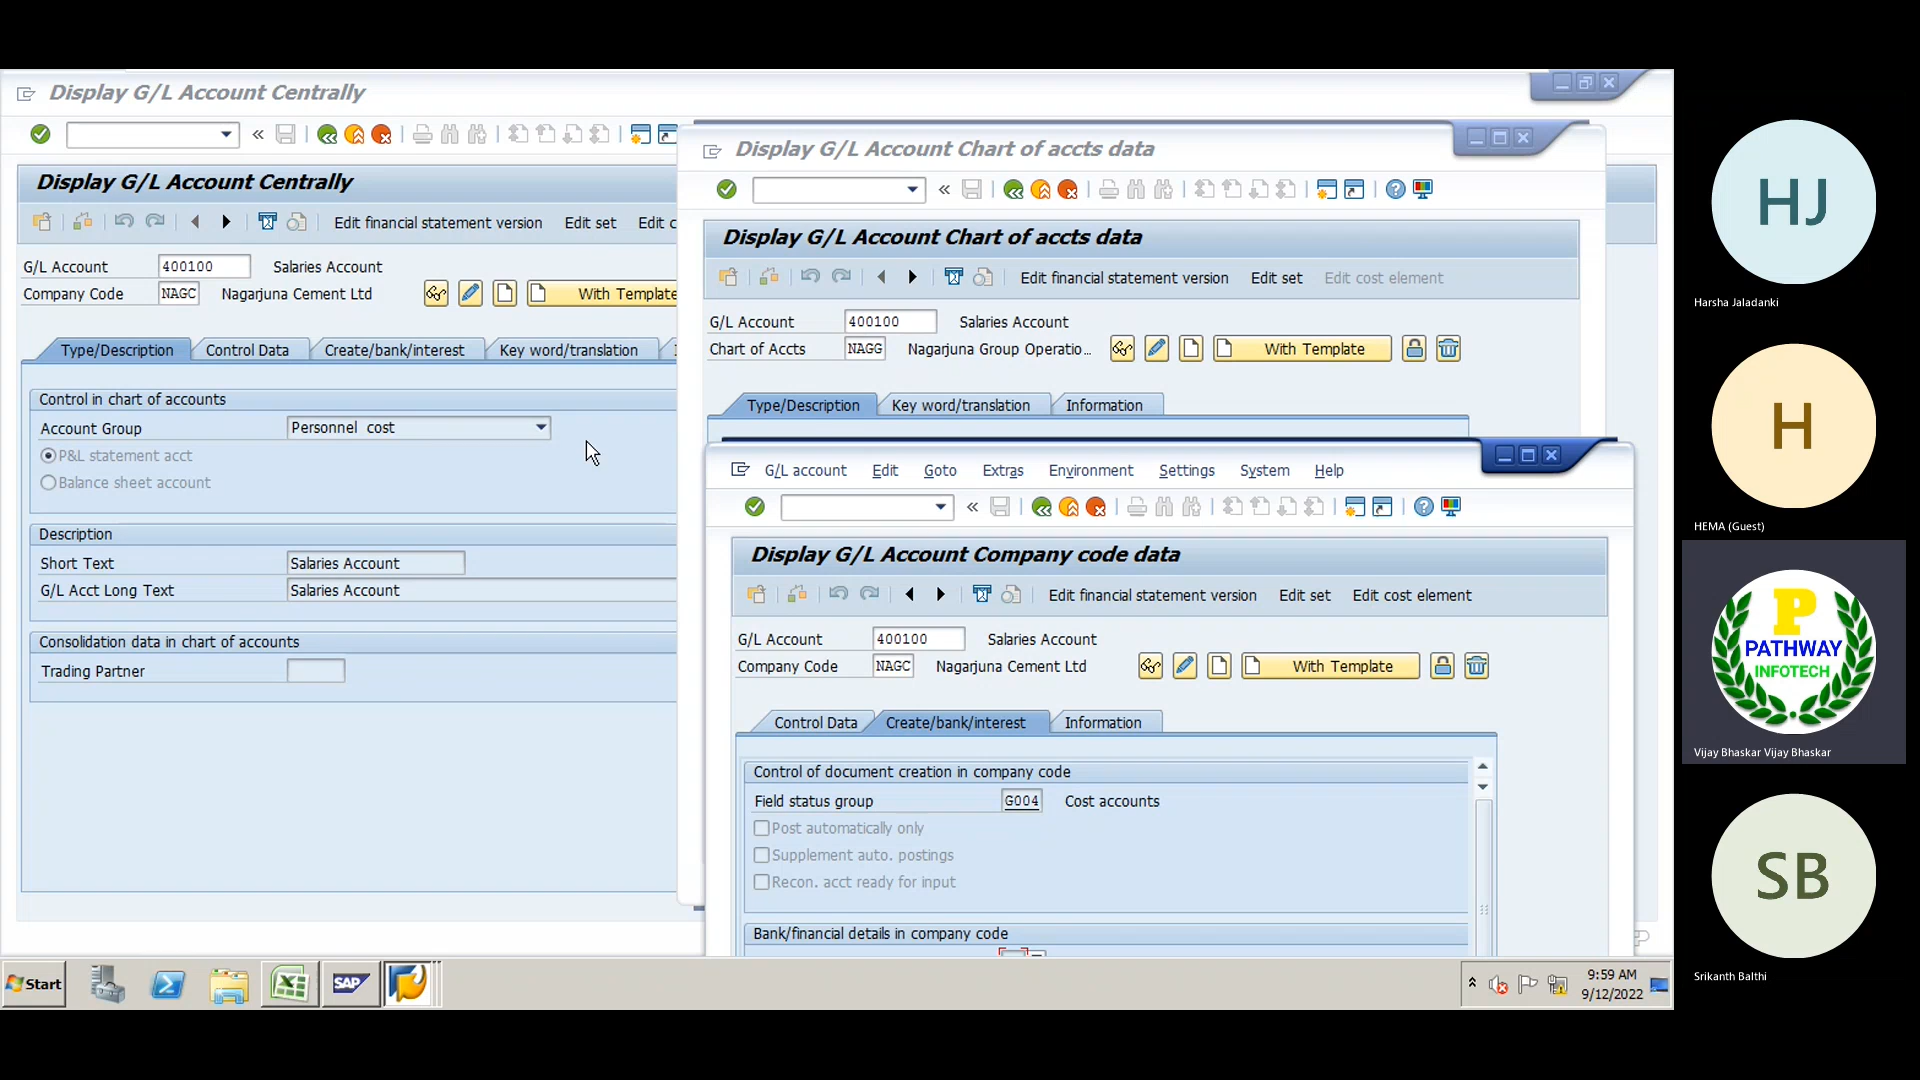 Display G/L Account Centrally
Display G/L Account Centrally
Edit financial statement version Edit set Edit c
G/L Account 400100 Salaries Account
Company Code NAGC Nagarjuna Cement Ltd With Template
Type/Description Control Data Create/bank/interest Key word/translation
Control in chart of accounts
Account Group Personnel cost
P&L statement acct
Balance sheet account
Description
Short Text Salaries Account
G/L Acct Long Text Salaries Account
Consolidation data in chart of accounts
Trading Partner
Display G/L Account Chart of accts data
Display G/L Account Chart of accts data
Edit financial statement version Edit set Edit cost element
G/L Account 400100 Salaries Account
Chart of Accts NAGG Nagarjuna Group Operatio... With Template
Type/Description Key word/translation Information
G/L account Edit Goto Extras Environment Settings System Help
Display G/L Account Company code data
Edit financial statement version Edit set Edit cost element
G/L Account 400100 Salaries Account
Company Code NAGC Nagarjuna Cement Ltd With Template
Control Data Create/bank/interest Information
Control of document creation in company code
Field status group G004 Cost accounts
Post automatically only
Supplement auto. postings
Recon. acct ready for input
Bank/financial details in company code
Start
SAP
9:59 AM
9/12/2022
HJ
Harsha Jaladanki
H
HEMA (Guest)
P
PATHWAY
INFOTECH
Vijay Bhaskar Vijay Bhaskar
SB
Srikanth Balthi